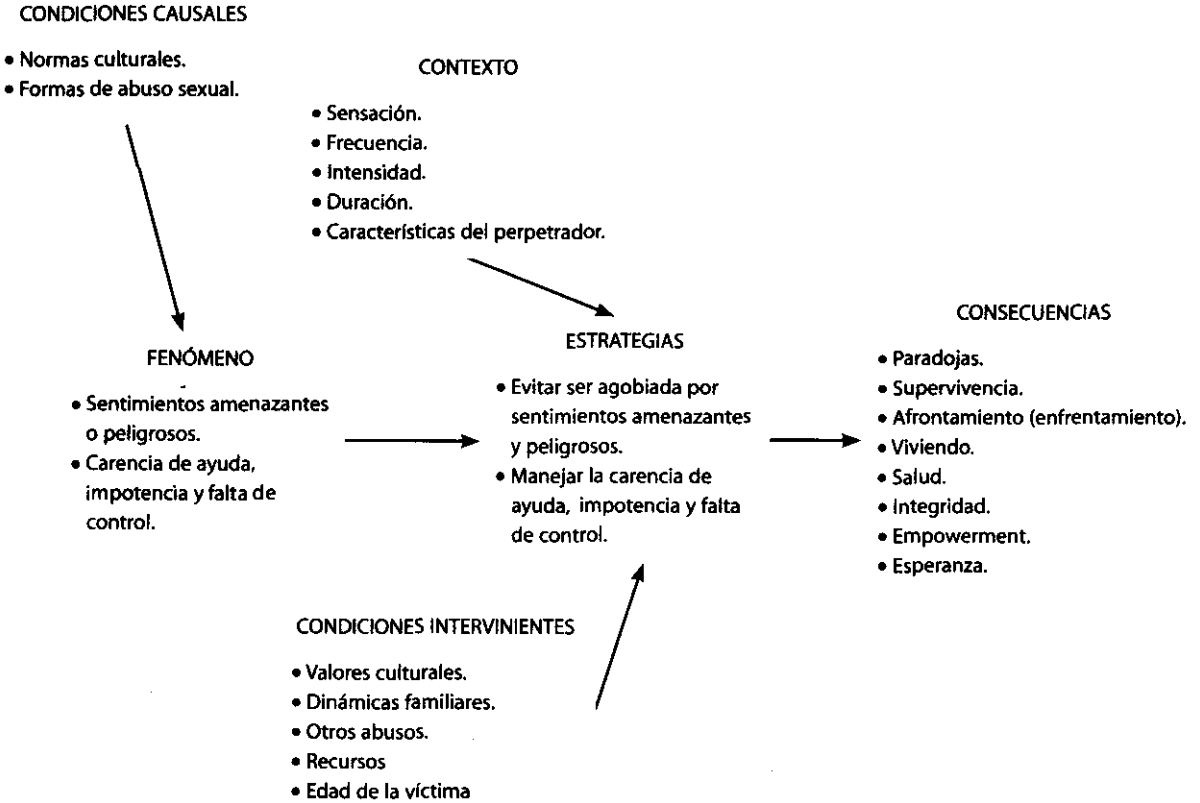 CONDICIONES CAUSALES
• Normas culturales.
• Formas de abuso sexual.
CONTEXTO
• Sensación.
• Frecuencia.
• Intensidad.
• Duración.
• Características del perpetrador.
FENÓMENO
• Sentimientos amenazantes
o peligrosos.
• Carencia de ayuda,
impotencia y falta de
control.
ESTRATEGIAS
• Evitar ser agobiada por
sentimientos amenazantes
y peligrosos.
• Manejar la carencia de
ayuda, impotencia y falta
de control.
CONSECUENCIAS
• Paradojas.
• Supervivencia.
• Afrontamiento (enfrentamiento).
• Viviendo.
• Salud.
• Integridad.
• Empowerment.
• Esperanza.
CONDICIONES INTERVINIENTES
• Valores culturales.
• Dinámicas familiares.
• Otros abusos.
• Recursos
• Edad de la víctima